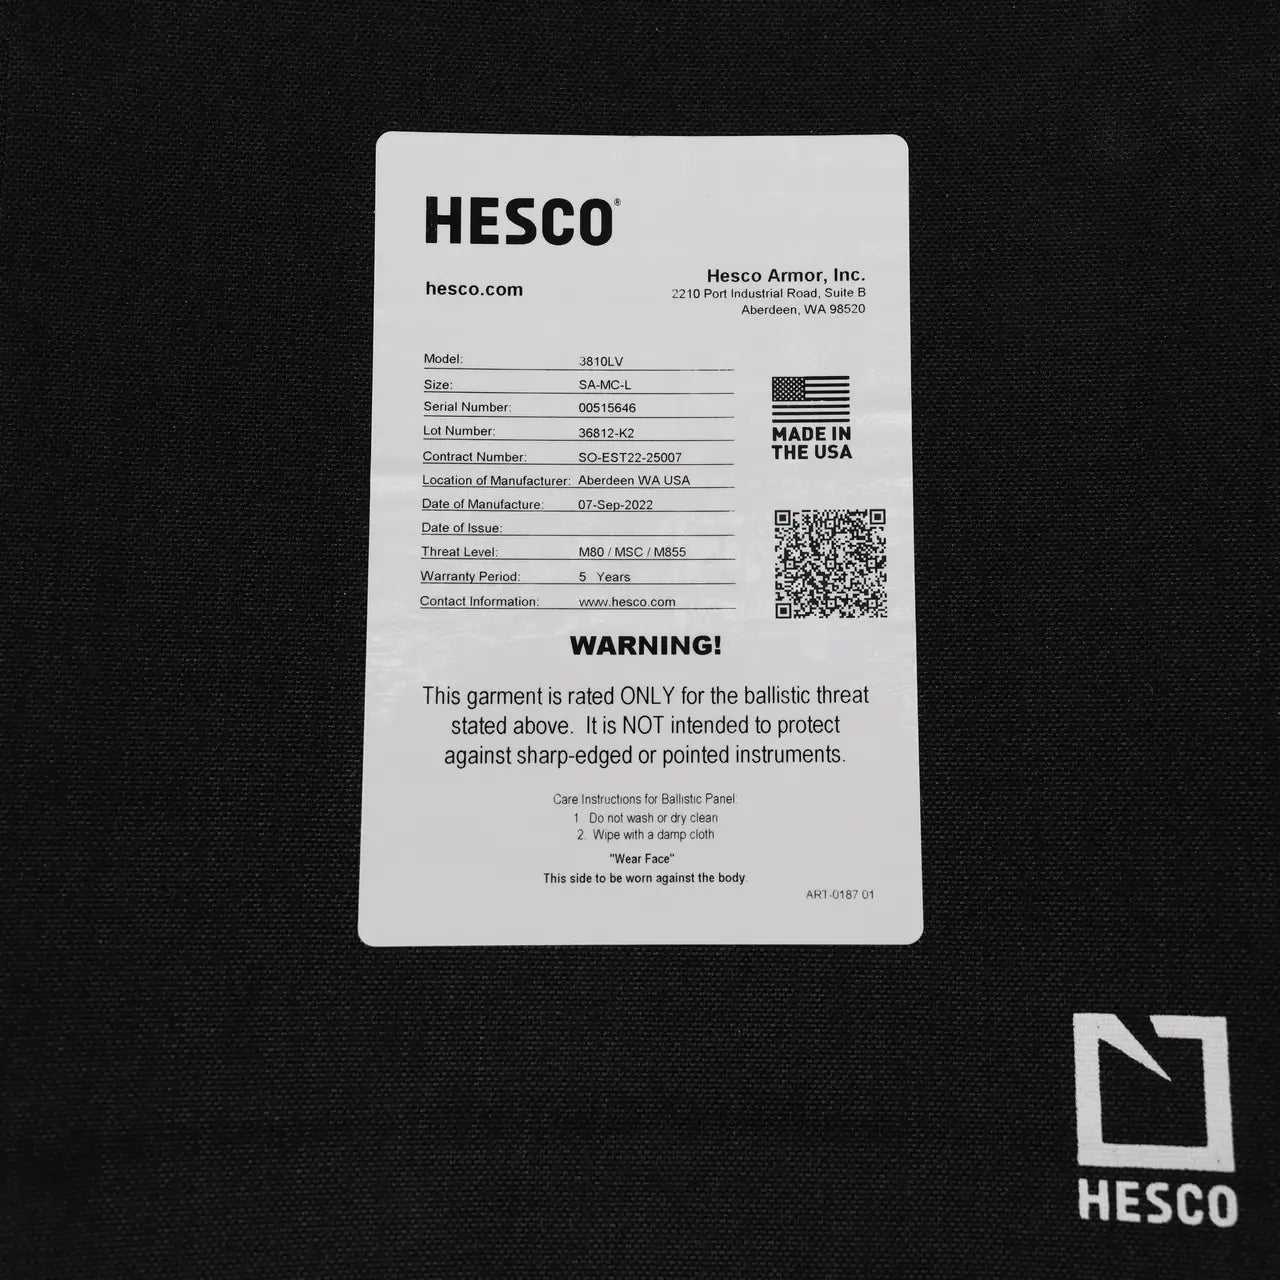 HESCO®
hesco.com
Hesco Armor, Inc.
2210 Port Industrial Road, Suite B
Aberdeen, WA 98520
Model: 3810LV
Size: SA-MC-L
Serial Number: 00515646
Lot Number: 36812-K2
Contract Number: SO-EST22-25007
Location of Manufacturer: Aberdeen WA USA
Date of Manufacture: 07-Sep-2022
Date of Issue:
Threat Level: M80 / MSC / M855
Warranty Period: 5 Years
Contact Information: www.hesco.com
MADE IN
THE USA
WARNING!
This garment is rated ONLY for the ballistic threat
stated above. It is NOT intended to protect
against sharp-edged or pointed instruments.
Care Instructions for Ballistic Panel:
1 Do not wash or dry clean
2. Wipe with a damp cloth
"Wear Face"
This side to be worn against the body.
ART-0187 01
HESCO